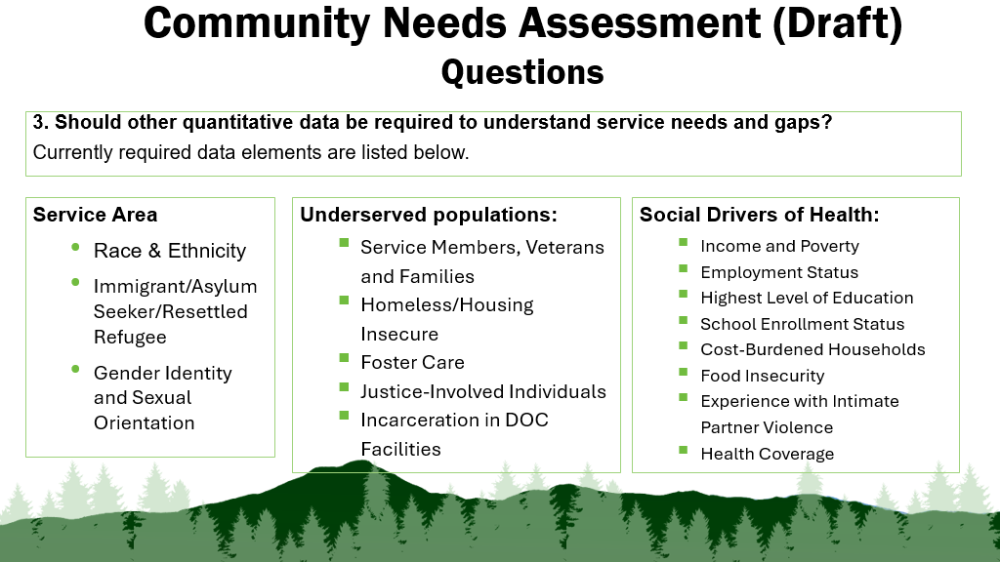 Community Needs Assessment (Draft)
Questions
3. Should other quantitative data be required to understand service needs and gaps?
Currently required data elements are listed below.
Service Area
Race & Ethnicity
Immigrant/Asylum
Seeker/Resettled
Refugee
Gender Identity
and Sexual
Orientation
Underserved populations:
Service Members, Veterans
and Families
Homeless/Housing
Insecure
Foster Care
Justice-Involved Individuals
Incarceration in DOC
Facilities
Social Drivers of Health:
Income and Poverty
Employment Status
Highest Level of Education
School Enrollment Status
Cost-Burdened Households
Food Insecurity
Experience with Intimate
Partner Violence
Health Coverage